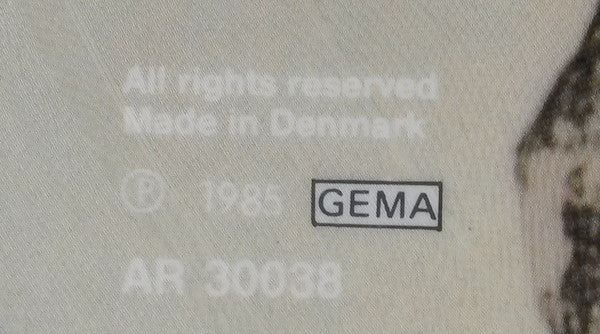 All rights reserved
Made in Denmark
℗ 1985 GEMA
AR 30038